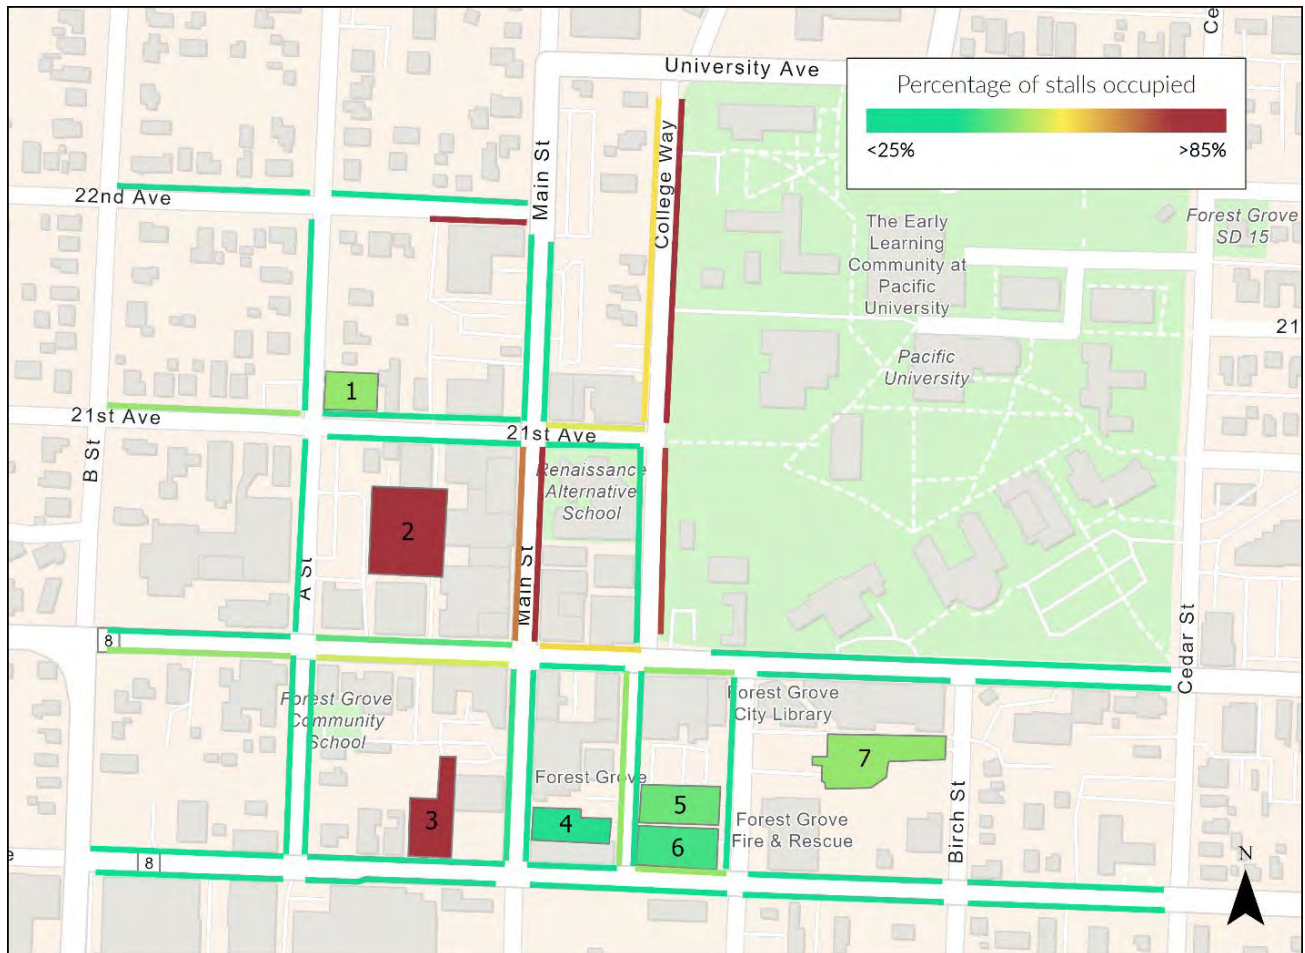 Ce
University Ave
Percentage of stalls occupied
<25%
>85%
Main St
College Way
22nd Ave
The Early
Learning
Community at
Pacific
University
Forest Grove
SD 15
21
Pacific
University
1
21st Ave
21st Ave
B St
Renaissance
Alternative
School
2
A St
Main St
8
Cedar St
Forest Grove
Community
School
Forest Grove
City Library
7
Forest Grove
3
4
5
6
Forest Grove
Fire & Rescue
Birch St
e
8
N